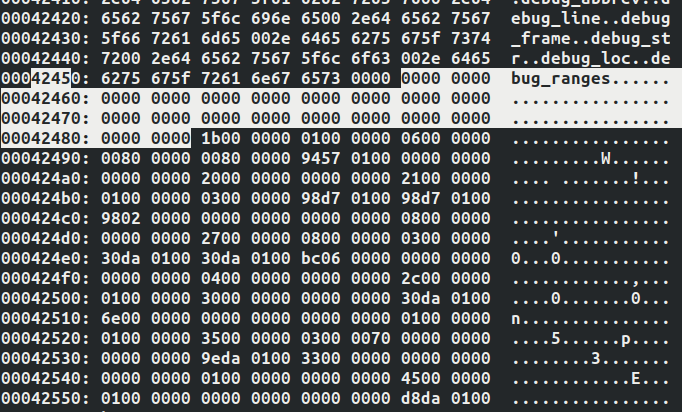 00042410: 2e64 6562 7567 5f61 6262 7265 7600 2e64  .debug_abbrev..d
00042420: 6562 7567 5f6c 696e 6500 2e64 6562 7567  ebug_line..debug
00042430: 5f66 7261 6d65 002e 6465 6275 675f 7374  _frame..debug_st
00042440: 7200 2e64 6562 7567 5f6c 6f63 002e 6465  r..debug_loc..de
00042450: 6275 675f 7261 6e67 6573 0000 0000 0000  bug_ranges......
00042460: 0000 0000 0000 0000 0000 0000 0000 0000  ................
00042470: 0000 0000 0000 0000 0000 0000 0000 0000  ................
00042480: 0000 0000 1b00 0000 0100 0000 0600 0000  ................
00042490: 0080 0000 0080 0000 9457 0100 0000 0000  .........W......
000424a0: 0000 0000 2000 0000 0000 0000 2100 0000  .... .......!...
000424b0: 0100 0000 0300 0000 98d7 0100 98d7 0100  ................
000424c0: 9802 0000 0000 0000 0000 0000 0800 0000  ................
000424d0: 0000 0000 2700 0000 0800 0000 0300 0000  ....'...........
000424e0: 30da 0100 30da 0100 bc06 0000 0000 0000  0...0...........
000424f0: 0000 0000 0400 0000 0000 0000 2c00 0000  ............,...
00042500: 0100 0000 3000 0000 0000 0000 30da 0100  ....0.......0...
00042510: 6e00 0000 0000 0000 0000 0000 0100 0000  n...............
00042520: 0100 0000 3500 0000 0300 0070 0000 0000  ....5......p....
00042530: 0000 0000 9eda 0100 3300 0000 0000 0000  ........3.......
00042540: 0000 0000 0100 0000 0000 0000 4500 0000  ............E...
00042550: 0100 0000 0000 0000 0000 0000 d8da 0100  ................